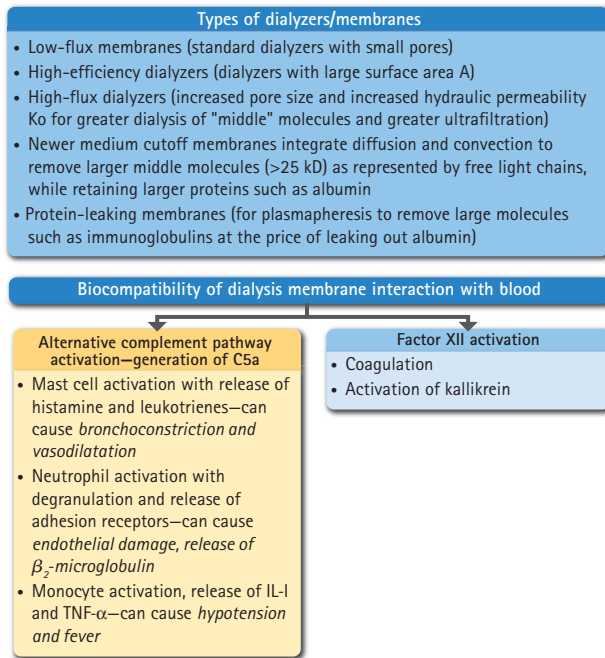 Types of dialyzers/membranes
• Low-flux membranes (standard dialyzers with small pores)
• High-efficiency dialyzers (dialyzers with large surface area A)
• High-flux dialyzers (increased pore size and increased hydraulic permeability
Ko for greater dialysis of "middle" molecules and greater ultrafiltration)
• Newer medium cutoff membranes integrate diffusion and convection to
remove larger middle molecules (>25 kD) as represented by free light chains,
while retaining larger proteins such as albumin
• Protein-leaking membranes (for plasmapheresis to remove large molecules
such as immunoglobulins at the price of leaking out albumin)
Biocompatibility of dialysis membrane interaction with blood
Alternative complement pathway
activation—generation of C5a
• Mast cell activation with release of
histamine and leukotrienes—can
cause bronchoconstriction and
vasodilatation
• Neutrophil activation with
degranulation and release of
adhesion receptors—can cause
endothelial damage, release of
β₂-microglobulin
• Monocyte activation, release of IL-I
and TNF-α—can cause hypotension
and fever
Factor XII activation
• Coagulation
• Activation of kallikrein